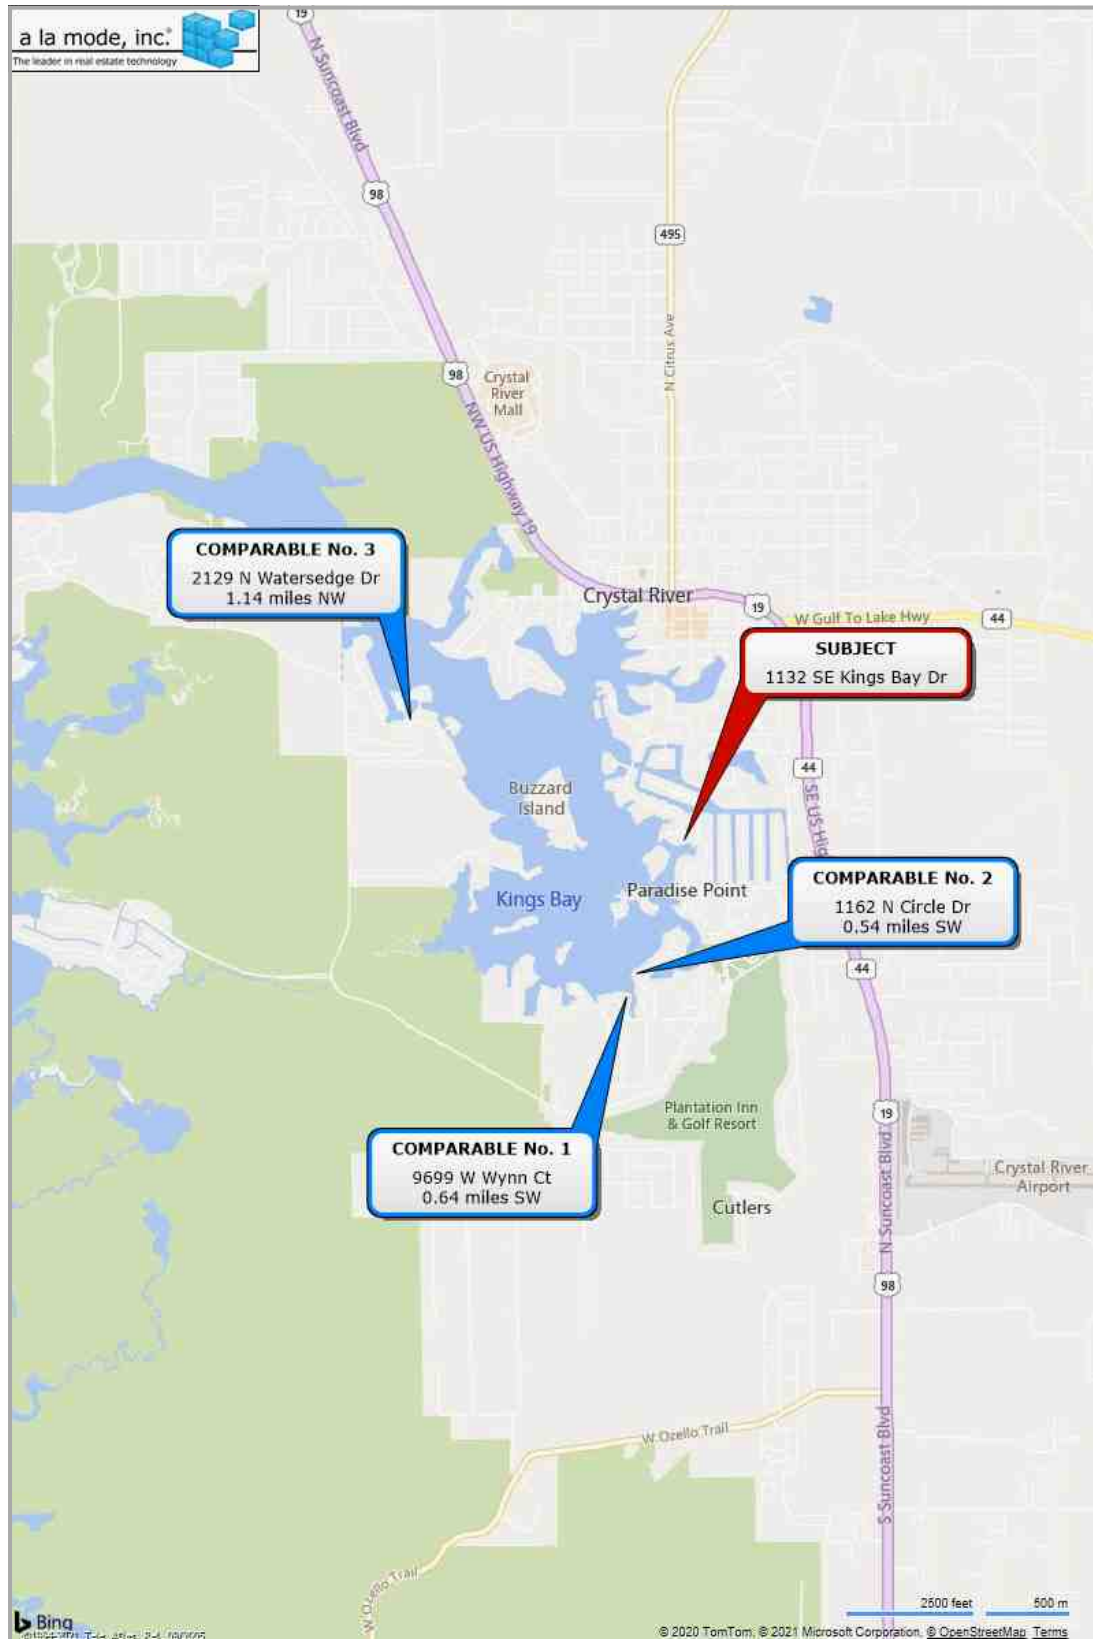 a la mode, inc.®
The leader in real estate technology
19
N Suncoast Blvd
98
495
N Citrus Ave
98
Crystal
River
Mall
NW US Highway 19
COMPARABLE No. 3
2129 N Watersedge Dr
1.14 miles NW
Crystal River
19
W Gulf To Lake Hwy
44
SUBJECT
1132 SE Kings Bay Dr
44
SE US Hig
Buzzard
Island
Paradise Point
Kings Bay
COMPARABLE No. 2
1162 N Circle Dr
0.54 miles SW
44
Plantation Inn
& Golf Resort
19
COMPARABLE No. 1
9699 W Wynn Ct
0.64 miles SW
Crystal River
Airport
Cutlers
N Suncoast Blvd
98
W Ozello Trail
S Suncoast Blvd
W Ozello Trail
2500 feet
500 m
Bing
© 2020 TomTom, © 2021 Microsoft Corporation, © OpenStreetMap Terms